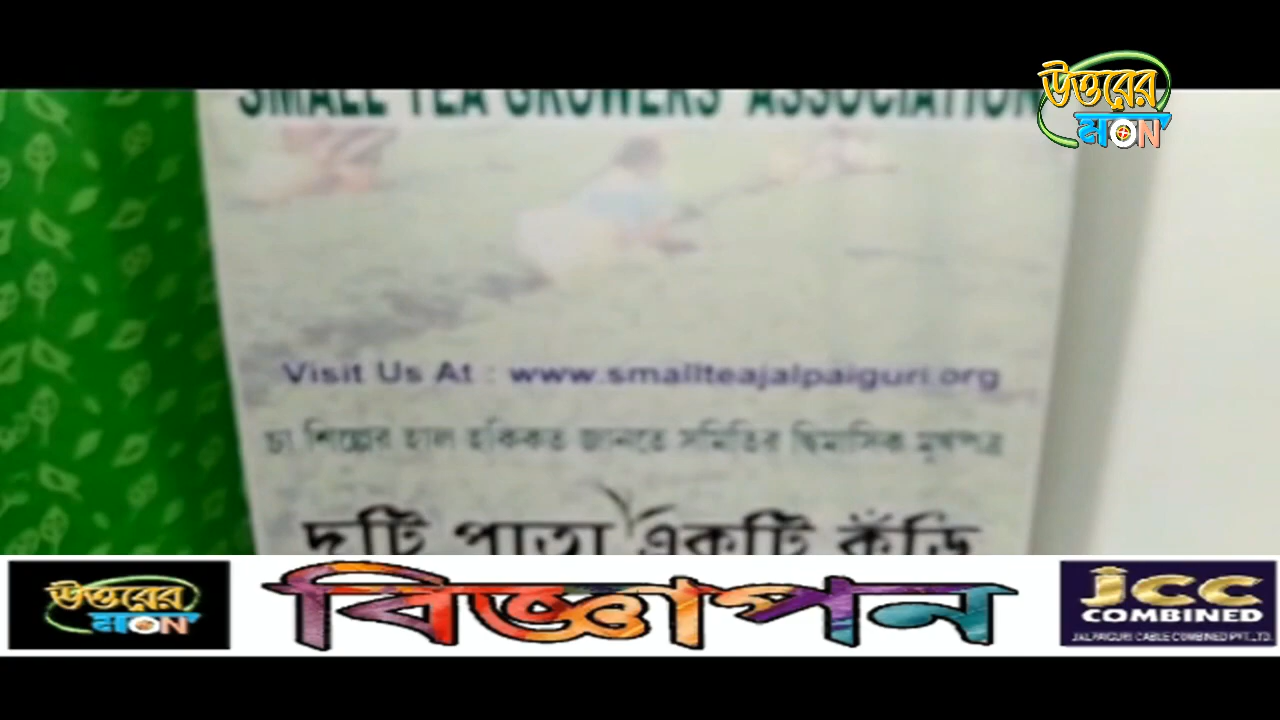 উত্তরের
মON
SMALL TEA GROWERS' ASSOCIATION
Visit Us At : www.smallteajalpaiguri.org
চা শিল্পের হাল হকিকত জানতে সমিতির দ্বিমাসিক মুখপত্র
দুটি পাতা একটি কুঁড়ি
উত্তরের
মON
বিজ্ঞাপন
JCC
COMBINED
JALPAIGURI CABLE COMBINED PVT. LTD.